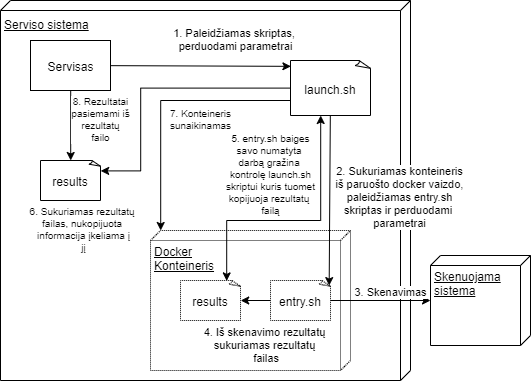 Serviso sistema
1. Paleidžiamas skriptas,
perduodami parametrai
Servisas
launch.sh
8. Rezultatai
pasiemami iš
rezultatų
failo
7. Konteineris
sunaikinamas
5. entry.sh baiges
savo numatyta
darbą gražina
kontrolę launch.sh
skriptui kuris tuomet
kopijuoja rezultatų
failą
2. Sukuriamas konteineris
iš paruošto docker vaizdo,
paleidžiamas entry.sh
skriptas ir perduodami
parametrai
results
6. Sukuriamas rezultatų
failas, nukopijuota
informacija įkeliama į
jį
Docker
Konteineris
results
entry.sh
3. Skenavimas
Skenuojama
sistema
4. Iš skenavimo rezultatų
sukuriamas rezultatų
failas